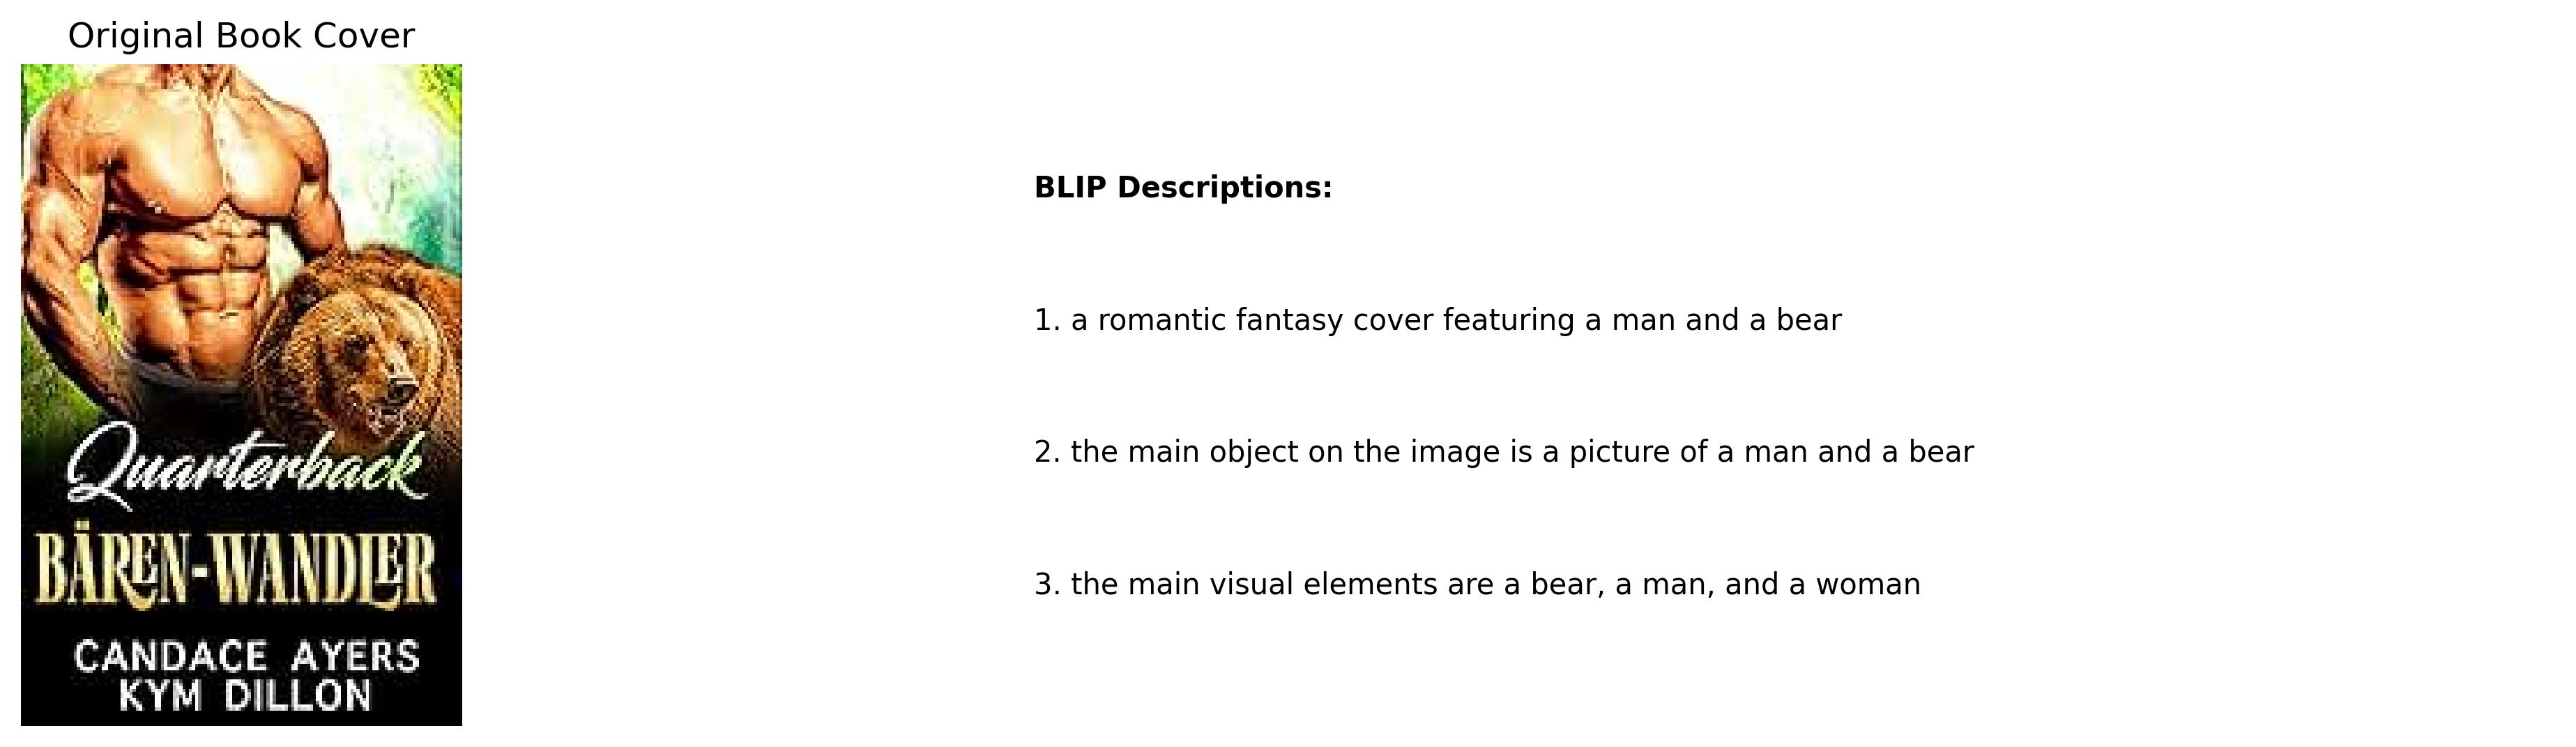 Original Book Cover
Quarterback
BÄREN-WANDLER
CANDACE AYERS
KYM DILLON
BLIP Descriptions:
1. a romantic fantasy cover featuring a man and a bear
2. the main object on the image is a picture of a man and a bear
3. the main visual elements are a bear, a man, and a woman